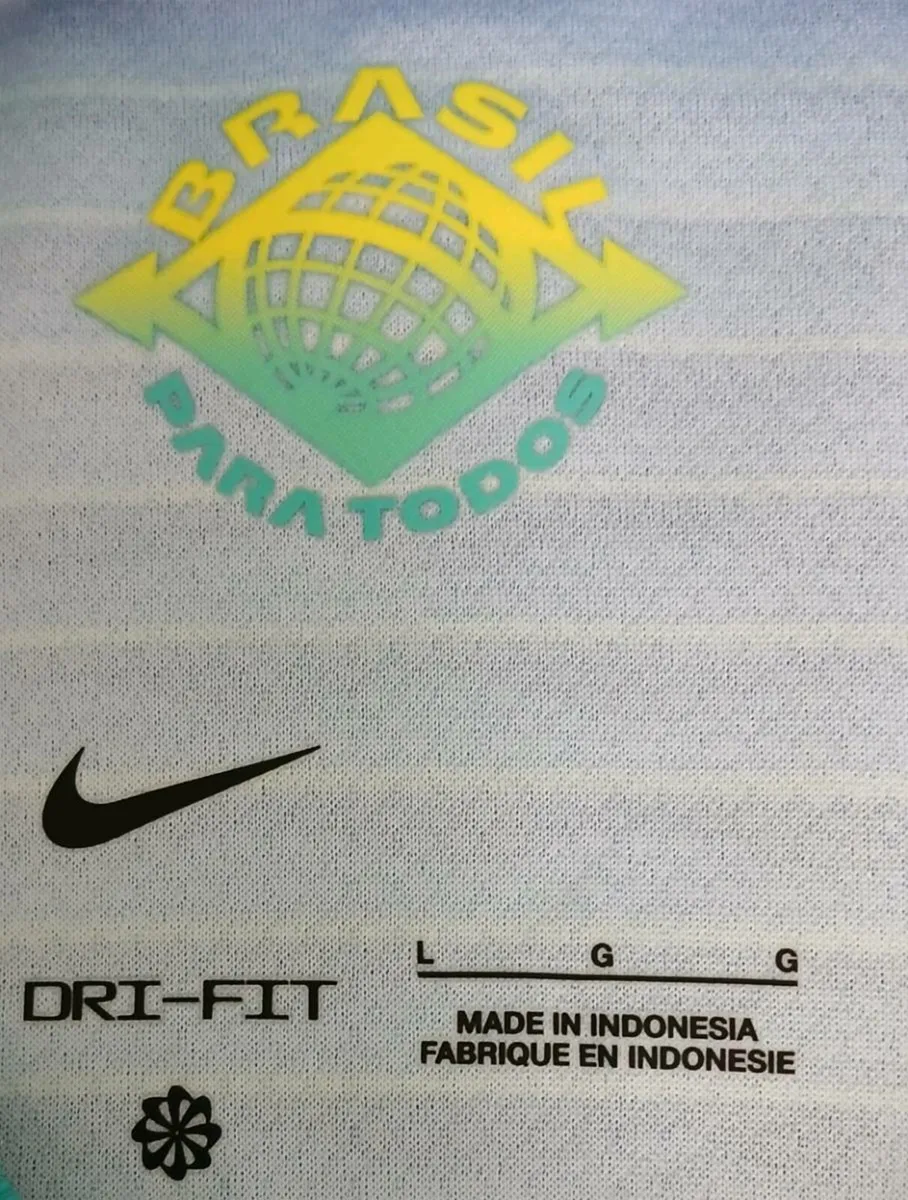 BRASIL
PARA TODOS
DRI-FIT
L G G
MADE IN INDONESIA
FABRIQUE EN INDONESIE